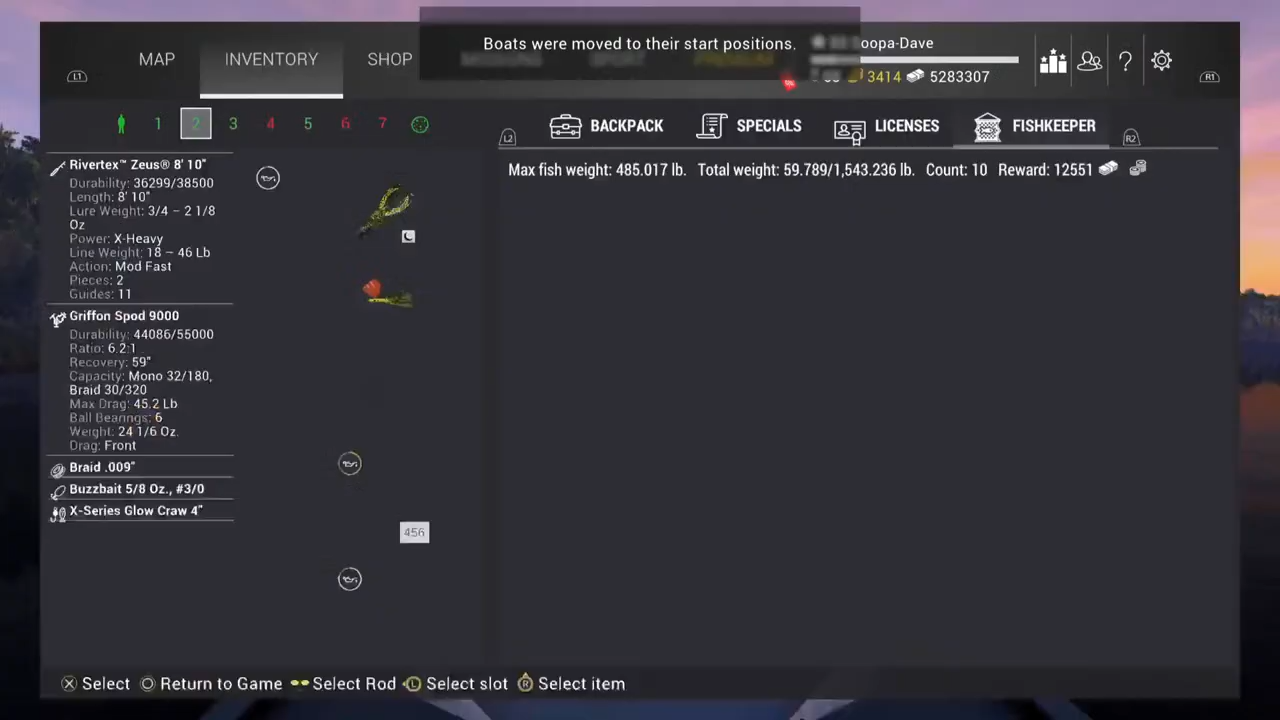 Boats were moved to their start positions.
MAP
INVENTORY
SHOP
oopa-Dave
L1
3414
5283307
R1
1
2
3
4
5
6
7
L2
BACKPACK
SPECIALS
LICENSES
FISHKEEPER
R2
Max fish weight: 485.017 lb. Total weight: 59.789/1,543.236 lb. Count: 10 Reward: 12551
Rivertex™ Zeus® 8' 10"
Durability: 36299/38500
Length: 8' 10"
Lure Weight: 3/4 – 2 1/8
Oz
Power: X-Heavy
Line Weight: 18 – 46 Lb
Action: Mod Fast
Pieces: 2
Guides: 11
Griffon Spod 9000
Durability: 44086/55000
Ratio: 6.2:1
Recovery: 59"
Capacity: Mono 32/180,
Braid 30/320
Max Drag: 45.2 Lb
Ball Bearings: 6
Weight: 24 1/6 Oz.
Drag: Front
Braid .009"
Buzzbait 5/8 Oz., #3/0
X-Series Glow Craw 4"
456
Select
Return to Game
Select Rod
L
Select slot
R
Select item